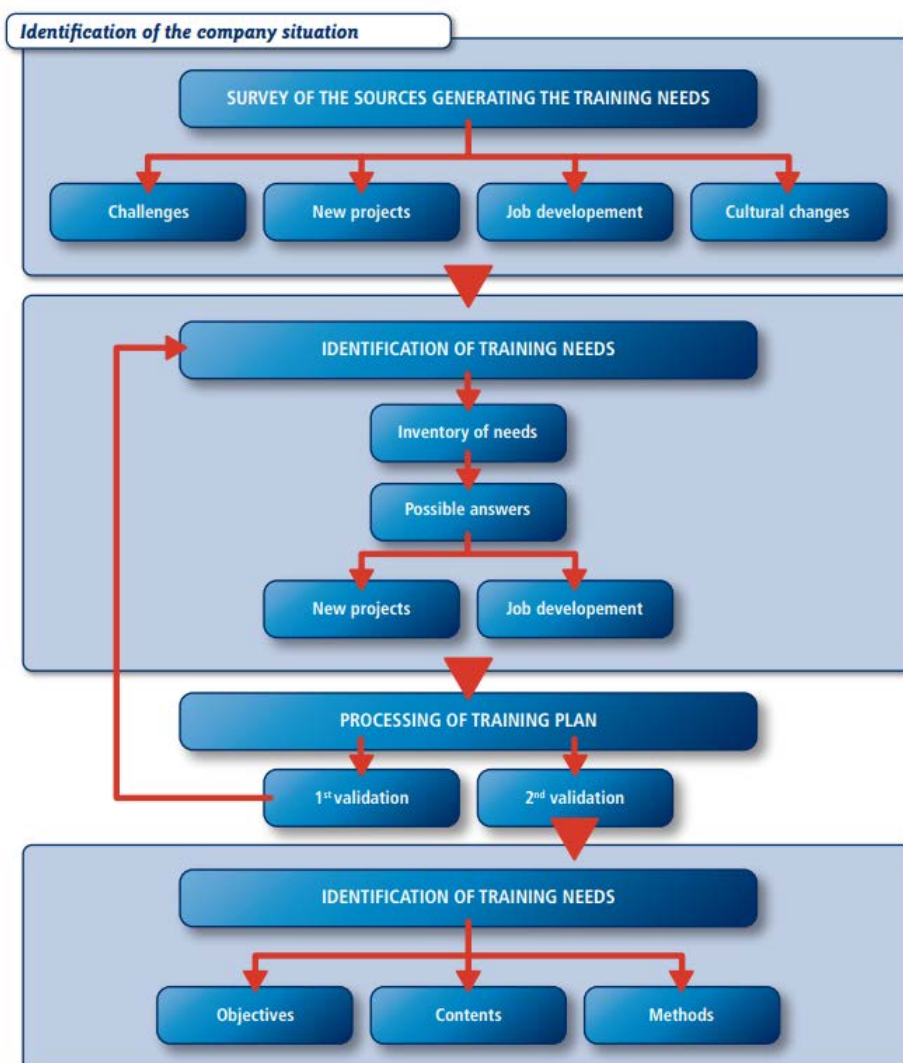 Identification of the company situation
SURVEY OF THE SOURCES GENERATING THE TRAINING NEEDS
Challenges
New projects
Job developement
Cultural changes
IDENTIFICATION OF TRAINING NEEDS
Inventory of needs
Possible answers
New projects
Job developement
PROCESSING OF TRAINING PLAN
1st validation
2nd validation
IDENTIFICATION OF TRAINING NEEDS
Objectives
Contents
Methods